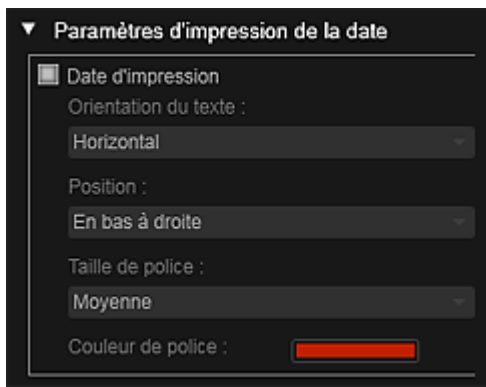 Paramètres d'impression de la date
Date d'impression
Orientation du texte :
Horizontal
Position :
En bas à droite
Taille de police :
Moyenne
Couleur de police :